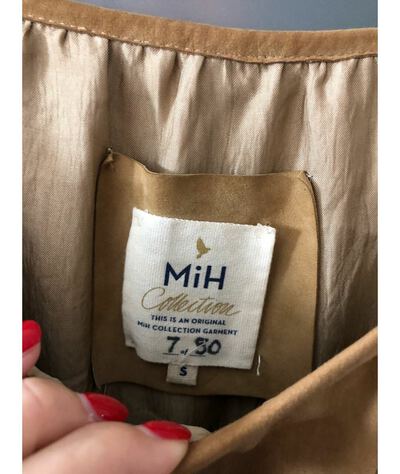 MiH
Collection
THIS IS AN ORIGINAL
MiH COLLECTION GARMENT
7 of 30
S